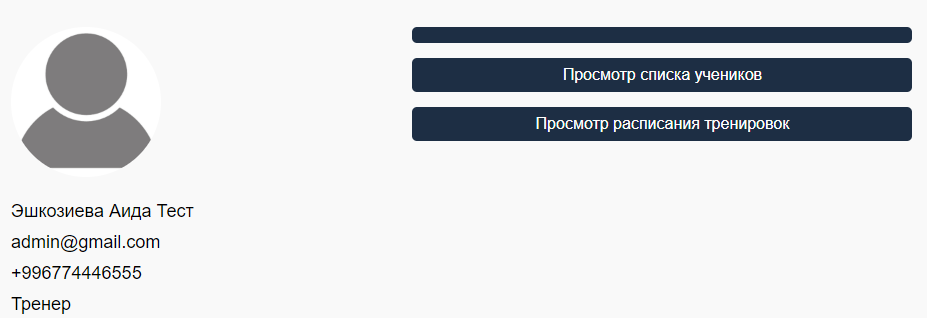 Просмотр списка учеников
Просмотр расписания тренировок
Эшкозиева Аида Тест
admin@gmail.com
+996774446555
Тренер